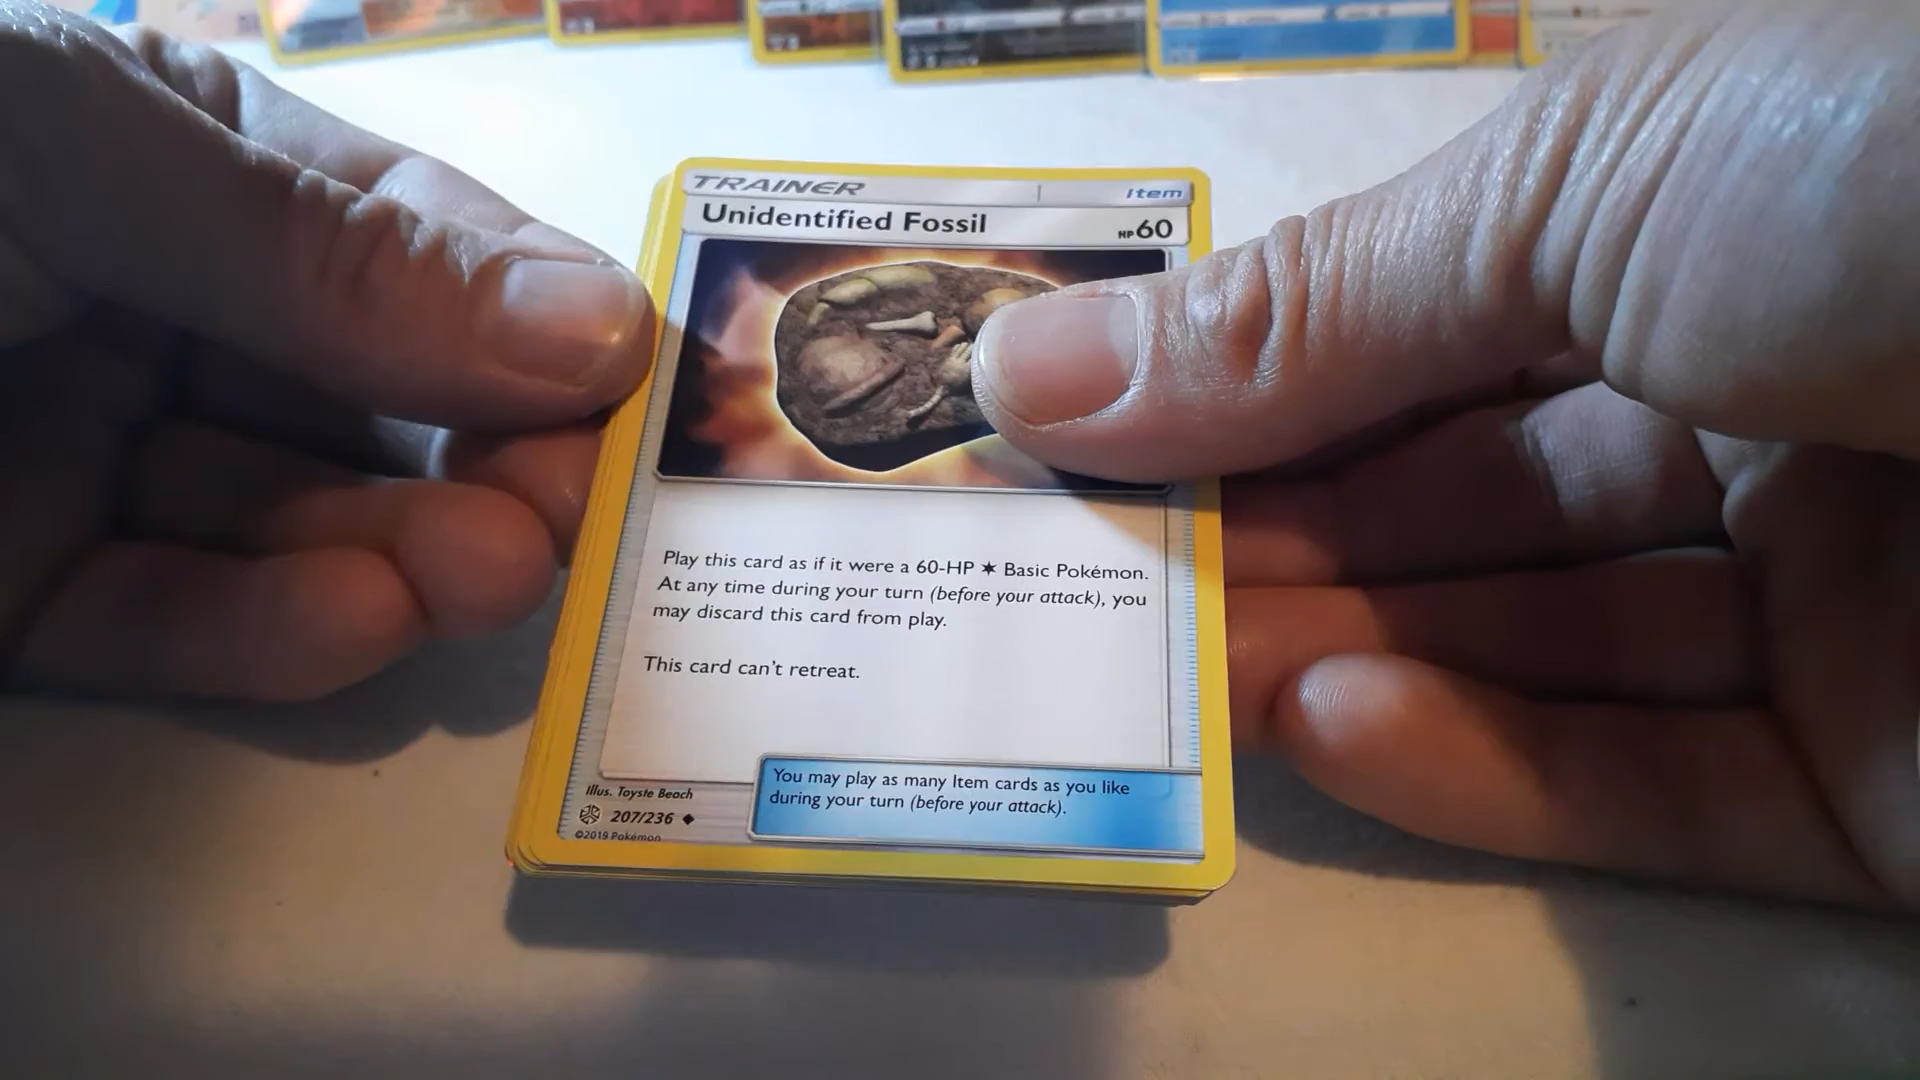 TRAINER Item
Unidentified Fossil HP 60
Play this card as if it were a 60-HP ✶ Basic Pokémon.
At any time during your turn (before your attack), you
may discard this card from play.
This card can't retreat.
You may play as many Item cards as you like
during your turn (before your attack).
Illus. Toyste Beach
207/236 ◆
©2019 Pokémon